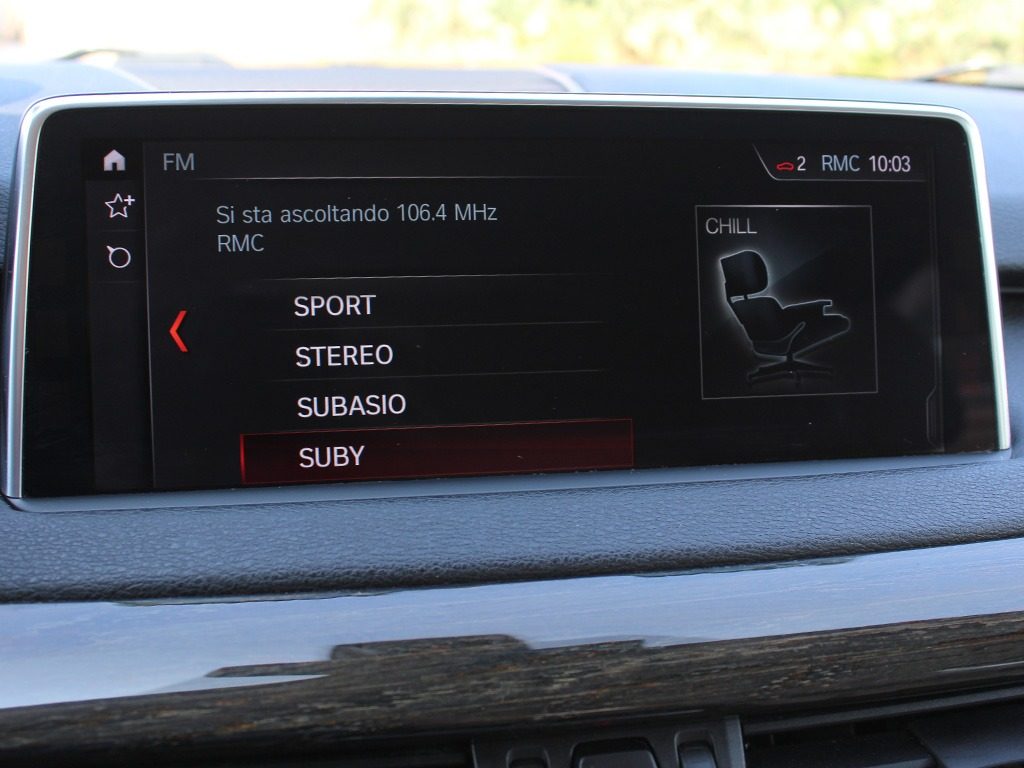 FM
2 RMC 10:03
Si sta ascoltando 106.4 MHz
RMC
CHILL
SPORT
STEREO
SUBASIO
SUBY